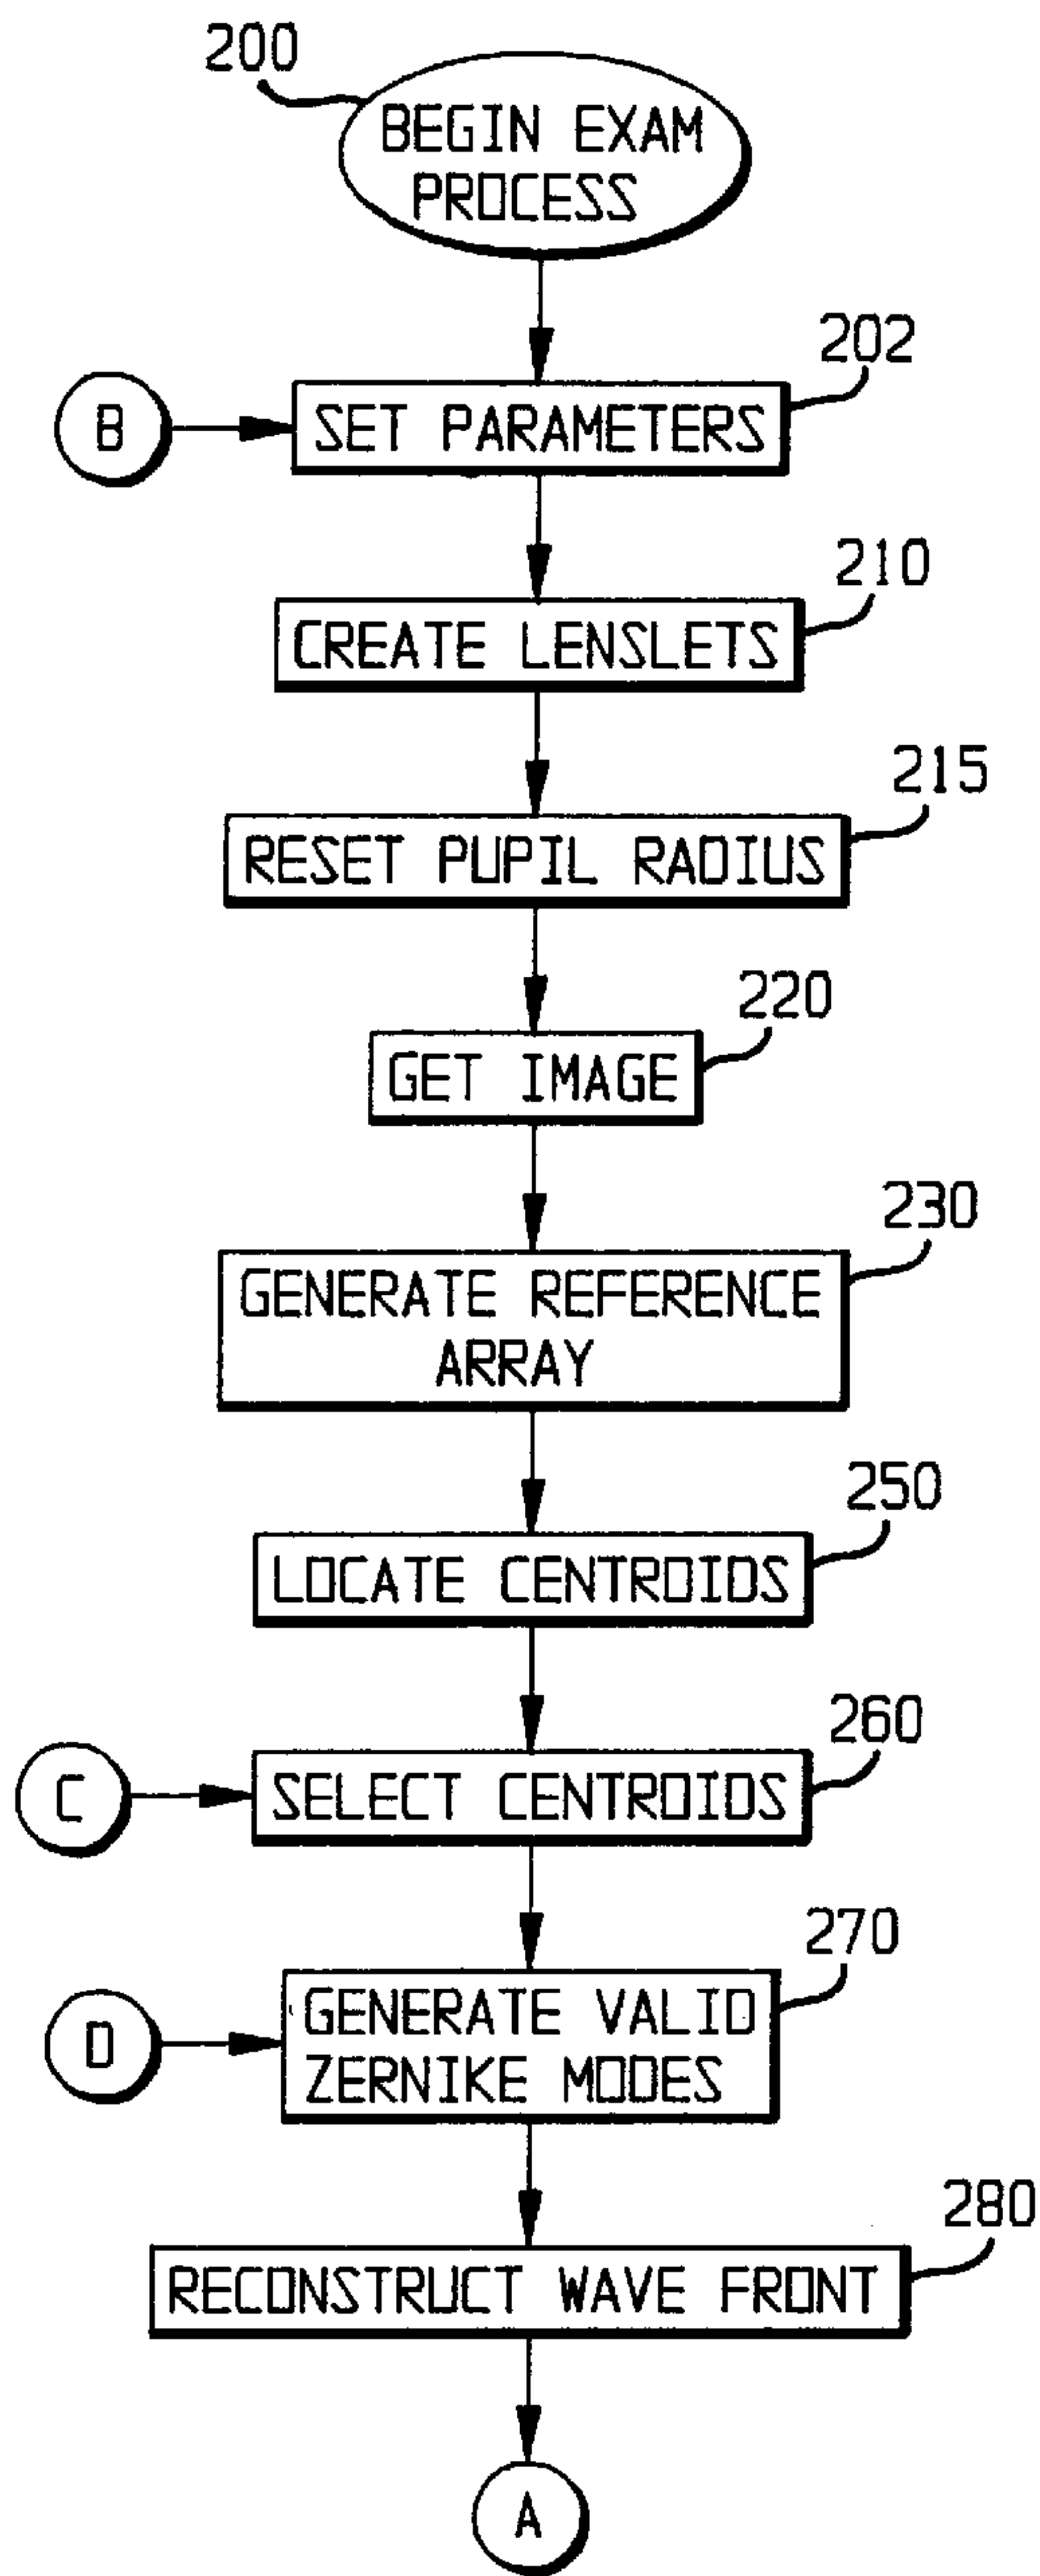 200
BEGIN EXAM
PROCESS
202
B
SET PARAMETERS
210
CREATE LENSLETS
215
RESET PUPIL RADIUS
220
GET IMAGE
230
GENERATE REFERENCE
ARRAY
250
LOCATE CENTROIDS
260
C
SELECT CENTROIDS
270
GENERATE VALID
D
ZERNIKE MODES
280
RECONSTRUCT WAVE FRONT
A